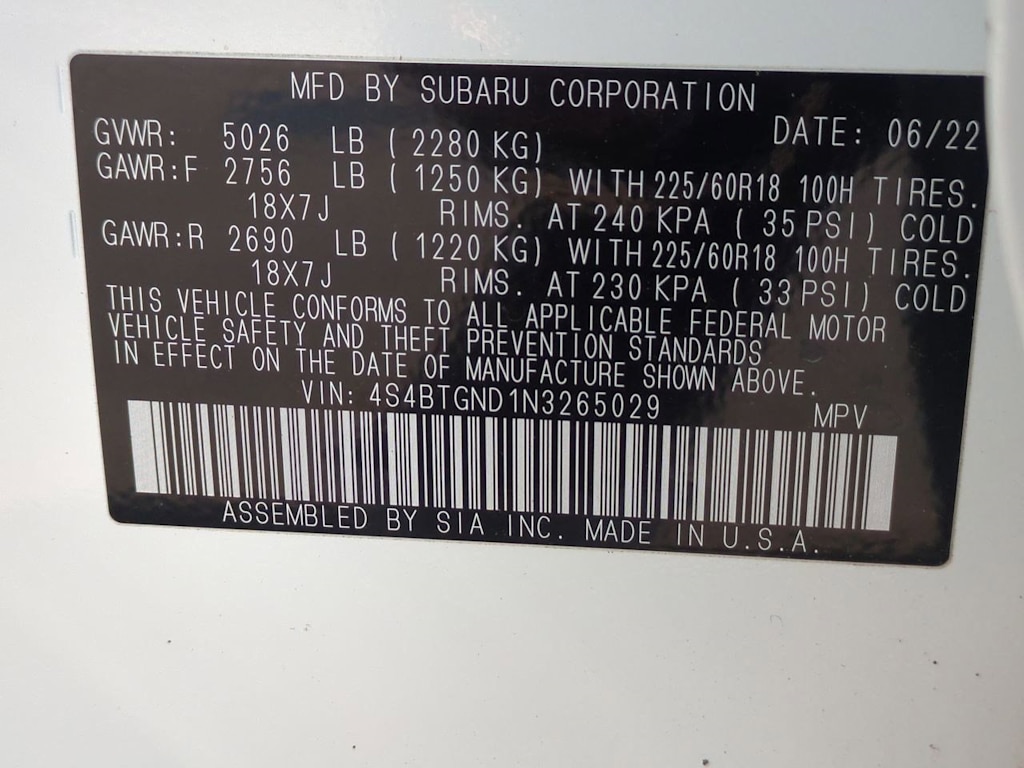 MFD BY SUBARU CORPORATION
GVWR: 5026 LB ( 2280 KG) DATE: 06/22
GAWR:F 2756 LB ( 1250 KG) WITH 225/60R18 100H TIRES.
18X7J RIMS. AT 240 KPA ( 35 PSI) COLD
GAWR:R 2690 LB ( 1220 KG) WITH 225/60R18 100H TIRES.
18X7J RIMS. AT 230 KPA ( 33 PSI) COLD
THIS VEHICLE CONFORMS TO ALL APPLICABLE FEDERAL MOTOR
VEHICLE SAFETY AND THEFT PREVENTION STANDARDS
IN EFFECT ON THE DATE OF MANUFACTURE SHOWN ABOVE.
VIN: 4S4BTGND1N3265029 MPV
ASSEMBLED BY SIA INC. MADE IN U.S.A.